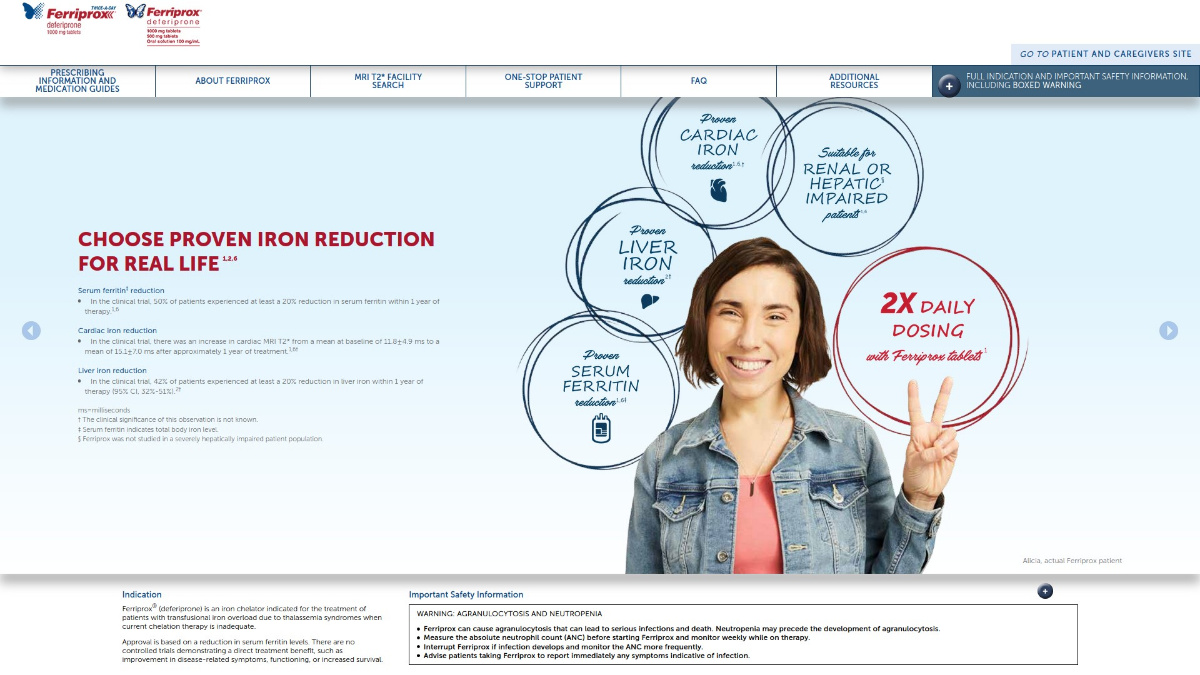 TWICE-A-DAY
Ferriprox
deferiprone
1000 mg tablets
Ferriprox
deferiprone
1000 mg tablets
500 mg tablets
Oral solution 100 mg/mL
GO TO PATIENT AND CAREGIVERS SITE
PRESCRIBING
INFORMATION AND
MEDICATION GUIDES
ABOUT FERRIPROX
MRI T2* FACILITY
SEARCH
ONE-STOP PATIENT
SUPPORT
FAQ
ADDITIONAL
RESOURCES
FULL INDICATION AND IMPORTANT SAFETY INFORMATION,
INCLUDING BOXED WARNING
CHOOSE PROVEN IRON REDUCTION
FOR REAL LIFE 1,2,6
Serum ferritin‡ reduction
• In the clinical trial, 50% of patients experienced at least a 20% reduction in serum ferritin within 1 year of
therapy.1,6
Cardiac iron reduction
• In the clinical trial, there was an increase in cardiac MRI T2* from a mean at baseline of 11.8±4.9 ms to a
mean of 15.1±7.0 ms after approximately 1 year of treatment.1,6†
Liver iron reduction
• In the clinical trial, 42% of patients experienced at least a 20% reduction in liver iron within 1 year of
therapy (95% CI, 32%-51%).2†
ms=milliseconds
† The clinical significance of this observation is not known.
‡ Serum ferritin indicates total body iron level.
§ Ferriprox was not studied in a severely hepatically impaired patient population.
Proven
CARDIAC
IRON
reduction1,6,†
Suitable for
RENAL OR
HEPATIC§
IMPAIRED
patients
Proven
LIVER
IRON
reduction2†
Proven
SERUM
FERRITIN
reduction1,6‡
2X DAILY
DOSING
with Ferriprox tablets
Alicia, actual Ferriprox patient
Indication
Ferriprox® (deferiprone) is an iron chelator indicated for the treatment of
patients with transfusional iron overload due to thalassemia syndromes when
current chelation therapy is inadequate.
Approval is based on a reduction in serum ferritin levels. There are no
controlled trials demonstrating a direct treatment benefit, such as
improvement in disease-related symptoms, functioning, or increased survival.
Important Safety Information
WARNING: AGRANULOCYTOSIS AND NEUTROPENIA
• Ferriprox can cause agranulocytosis that can lead to serious infections and death. Neutropenia may precede the development of agranulocytosis.
• Measure the absolute neutrophil count (ANC) before starting Ferriprox and monitor weekly while on therapy.
• Interrupt Ferriprox if infection develops and monitor the ANC more frequently.
• Advise patients taking Ferriprox to report immediately any symptoms indicative of infection.